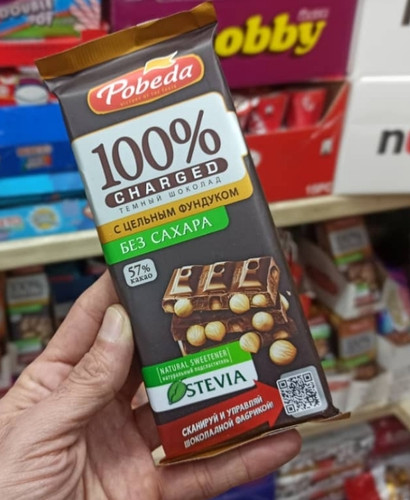 obby
Pobeda
100%
CHARGED
ТЕМНЫЙ ШОКОЛАД
С ЦЕЛЬНЫМ ФУНДУКОМ
БЕЗ САХАРА
57%
какао
NATURAL SWEETENER
НАТУРАЛЬНЫЙ ПОДСЛАСТИТЕЛЬ
STEVIA
СКАНИРУЙ И УПРАВЛЯЙ
ШОКОЛАДНОЙ ФАБРИКОЙ!
100%